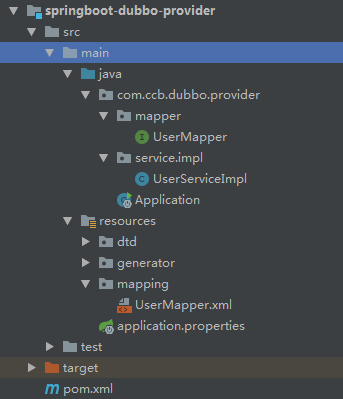 springboot-dubbo-provider
src
main
java
com.ccb.dubbo.provider
mapper
UserMapper
service.impl
UserServiceImpl
Application
resources
dtd
generator
mapping
UserMapper.xml
application.properties
test
target
pom.xml